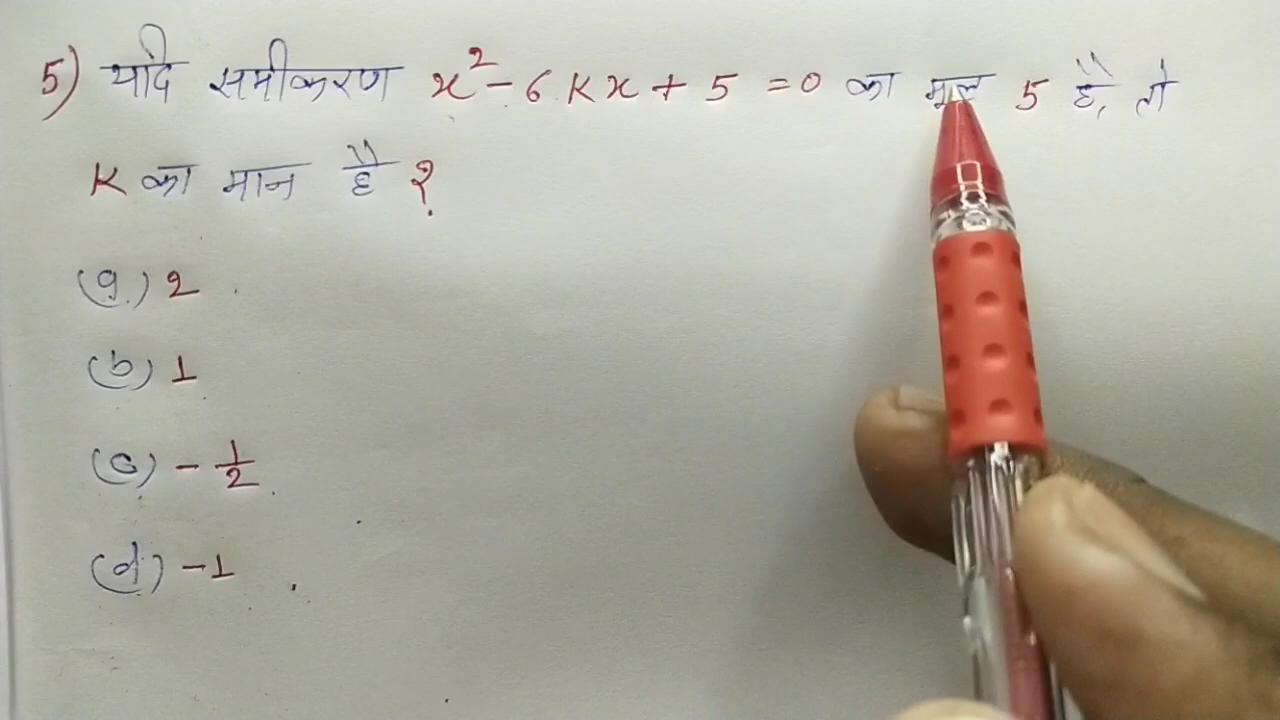 5) यदि समीकरण x² - 6kx + 5 = 0 का मूल 5 है, तो
k का मान है ?
(a) 2
(b) 1
(c) - 1/2
(d) -1